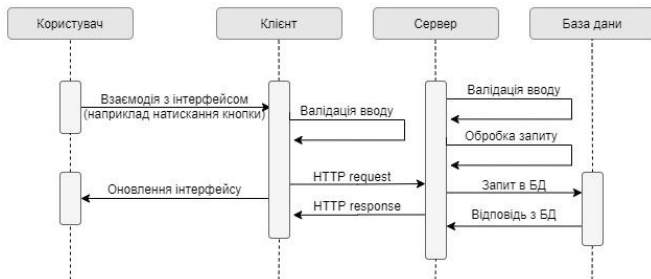 Користувач
Клієнт
Сервер
База дани
Взаємодія з інтерфейсом
(наприклад натискання кнопки)
Валідація вводу
Валідація вводу
Обробка запиту
HTTP request
Запит в БД
Оновлення інтерфейсу
HTTP response
Відповідь з БД